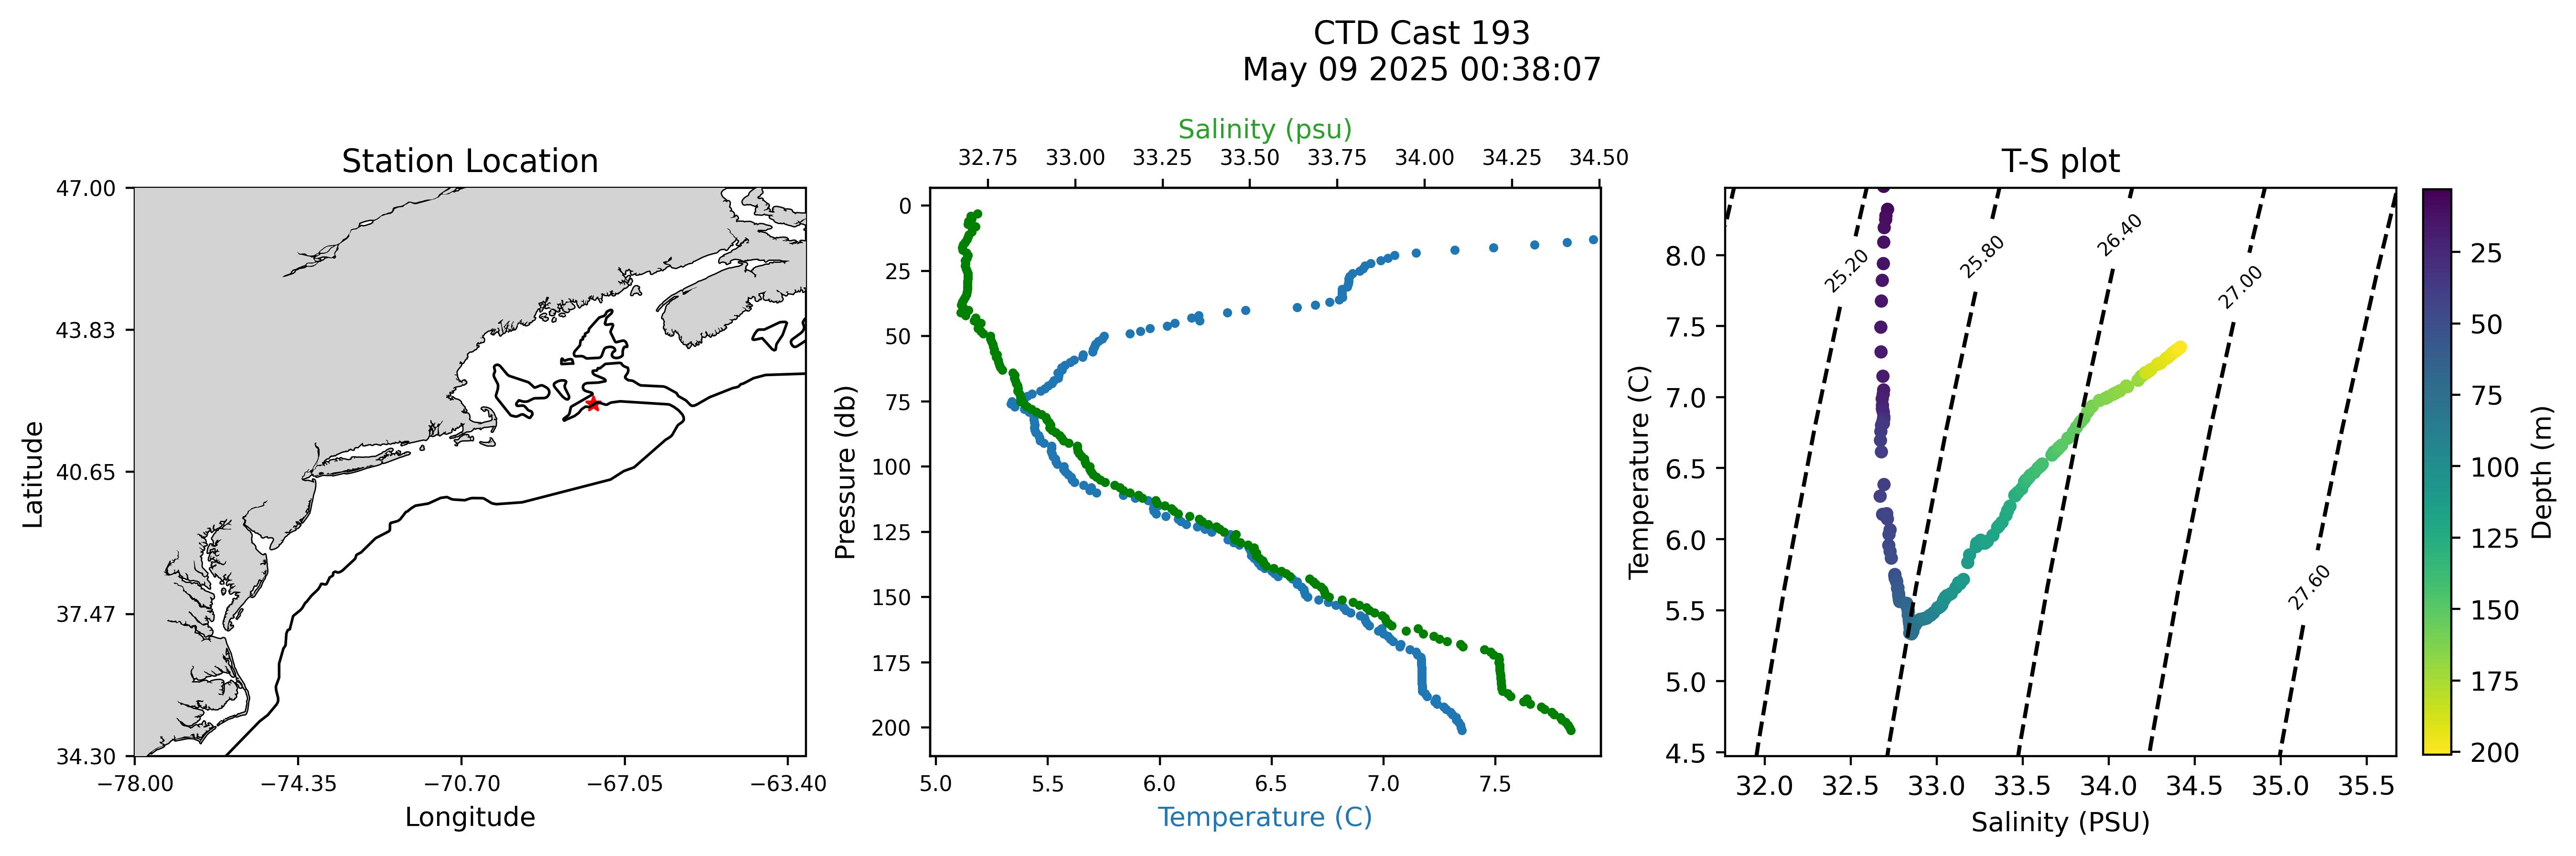 CTD Cast 193
May 09 2025 00:38:07
Station Location
47.00
43.83
40.65
37.47
34.30
Latitude
−78.00 −74.35 −70.70 −67.05 −63.40
Longitude
Salinity (psu)
32.75 33.00 33.25 33.50 33.75 34.00 34.25 34.50
0
25
50
75
100
125
150
175
200
Pressure (db)
5.0 5.5 6.0 6.5 7.0 7.5
Temperature (C)
T-S plot
8.0
7.5
7.0
6.5
6.0
5.5
5.0
4.5
Temperature (C)
25.20
25.80
26.40
27.00
27.60
32.0 32.5 33.0 33.5 34.0 34.5 35.0 35.5
Salinity (PSU)
25
50
75
100
125
150
175
200
Depth (m)